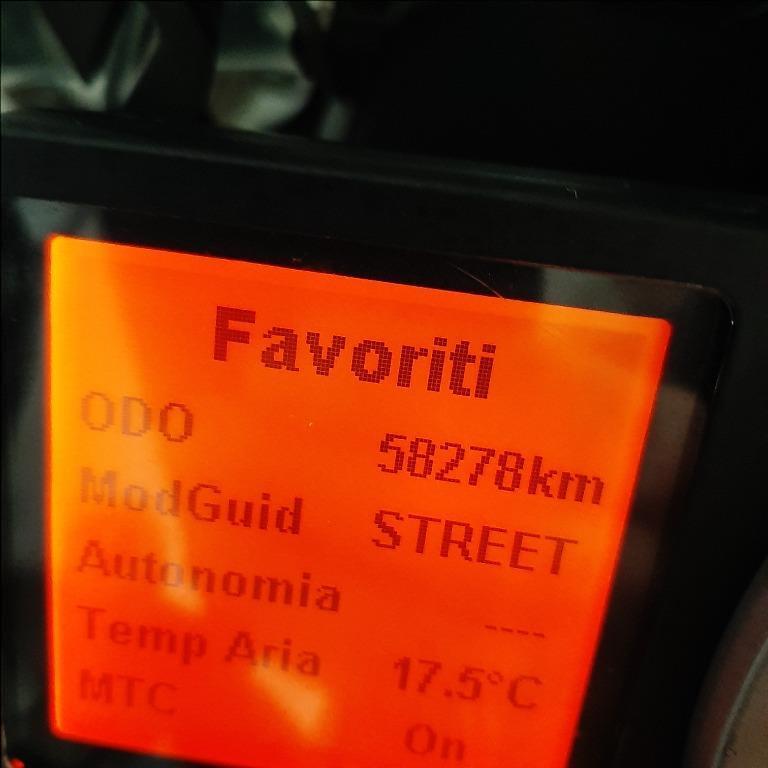 Favoriti
ODO 58278km
ModGuid STREET
Autonomia ----
Temp Aria 17.5°C
MTC On